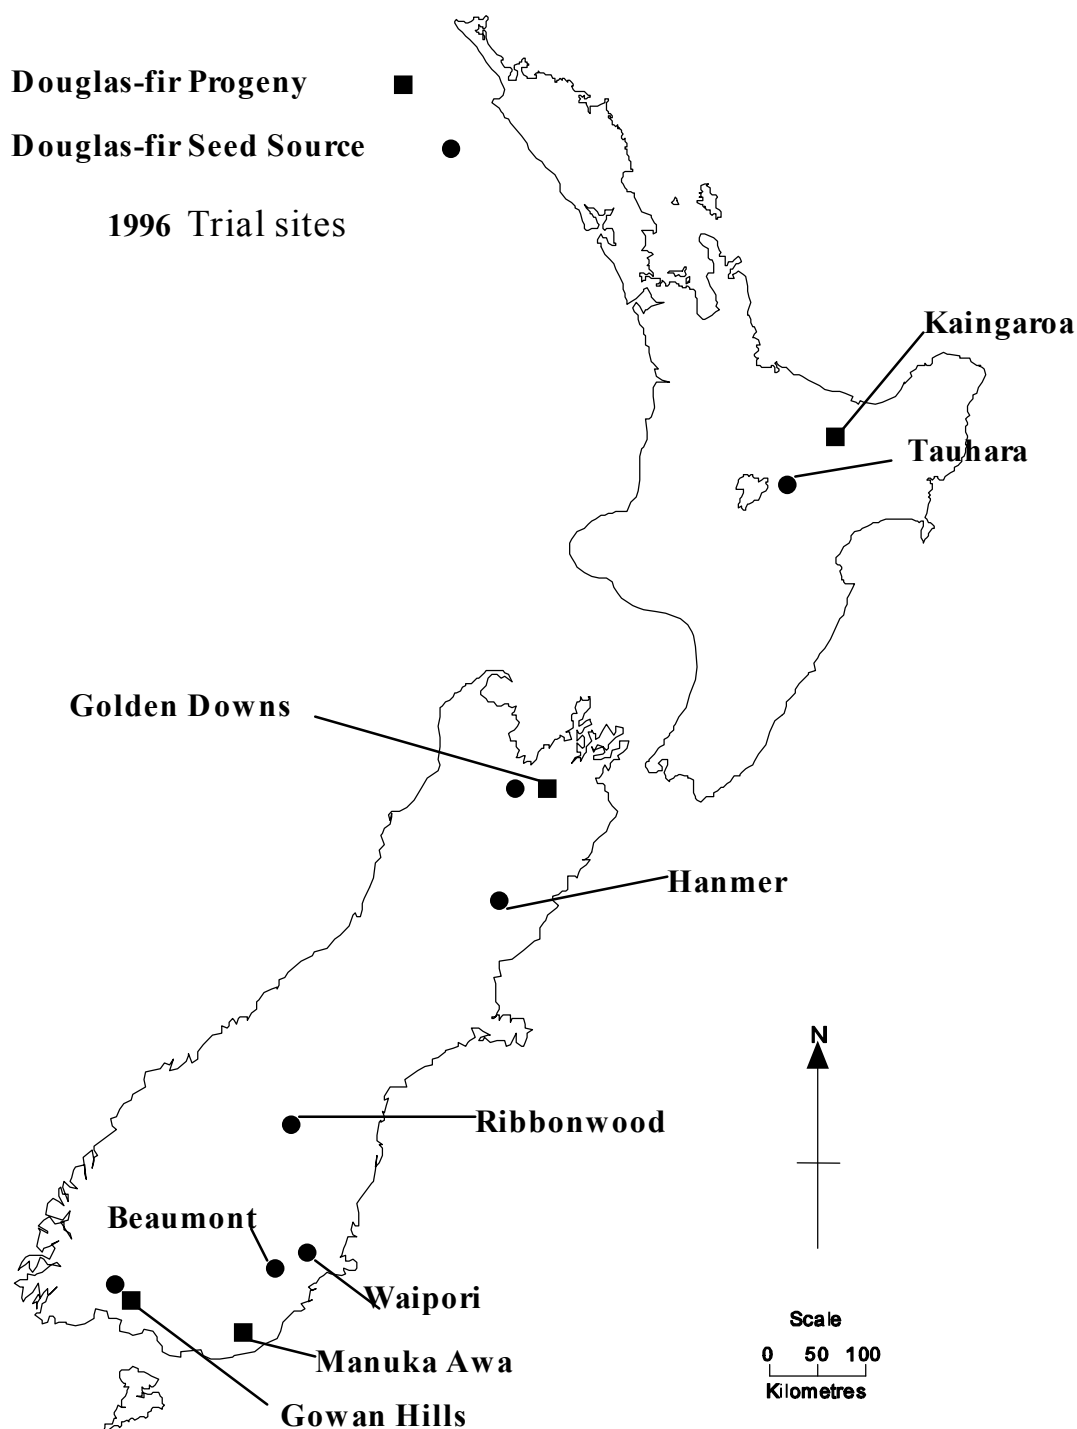 Douglas-fir Progeny
Douglas-fir Seed Source
1996 Trial sites
Kaingaroa
Tauhara
Golden Downs
Hanmer
N
Ribbonwood
Beaumont
Waipori
Manuka Awa
Gowan Hills
Scale
0 50 100
Kilometres